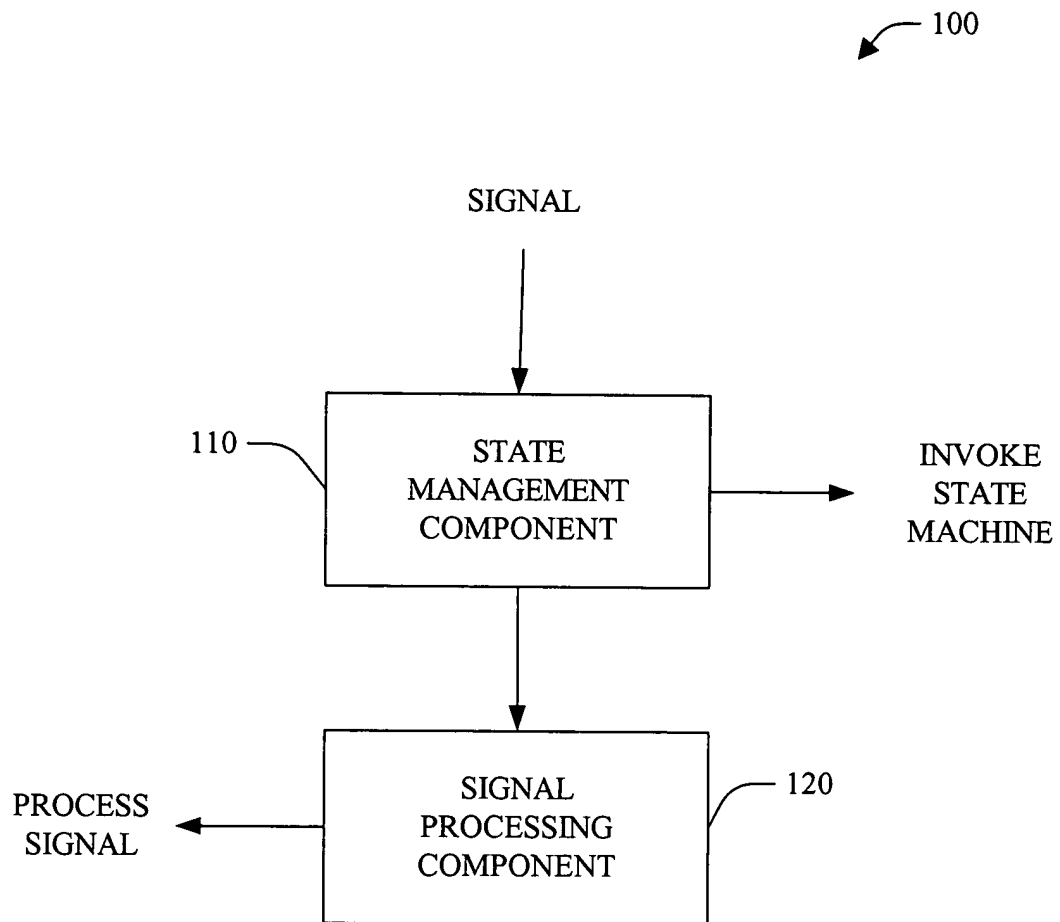 100
SIGNAL
110
STATE
MANAGEMENT
COMPONENT
INVOKE
STATE
MACHINE
SIGNAL
PROCESSING
COMPONENT
120
PROCESS
SIGNAL